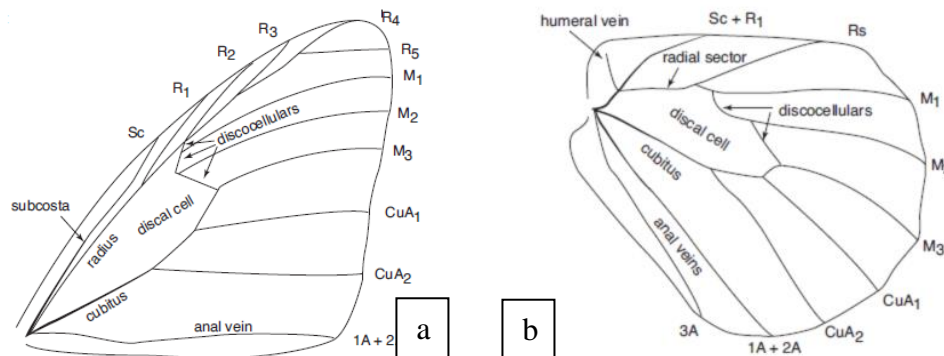 R4
R3
R2
R5
R1
M1
Sc
discocellulars
M2
M3
subcosta
discal cell
radius
CuA1
cubitus
CuA2
anal vein
1A + 2
a
humeral vein
Sc + R1
Rs
radial sector
M1
discocellulars
discal cell
cubitus
M
anal veins
M3
CuA1
3A
CuA2
1A + 2A
b